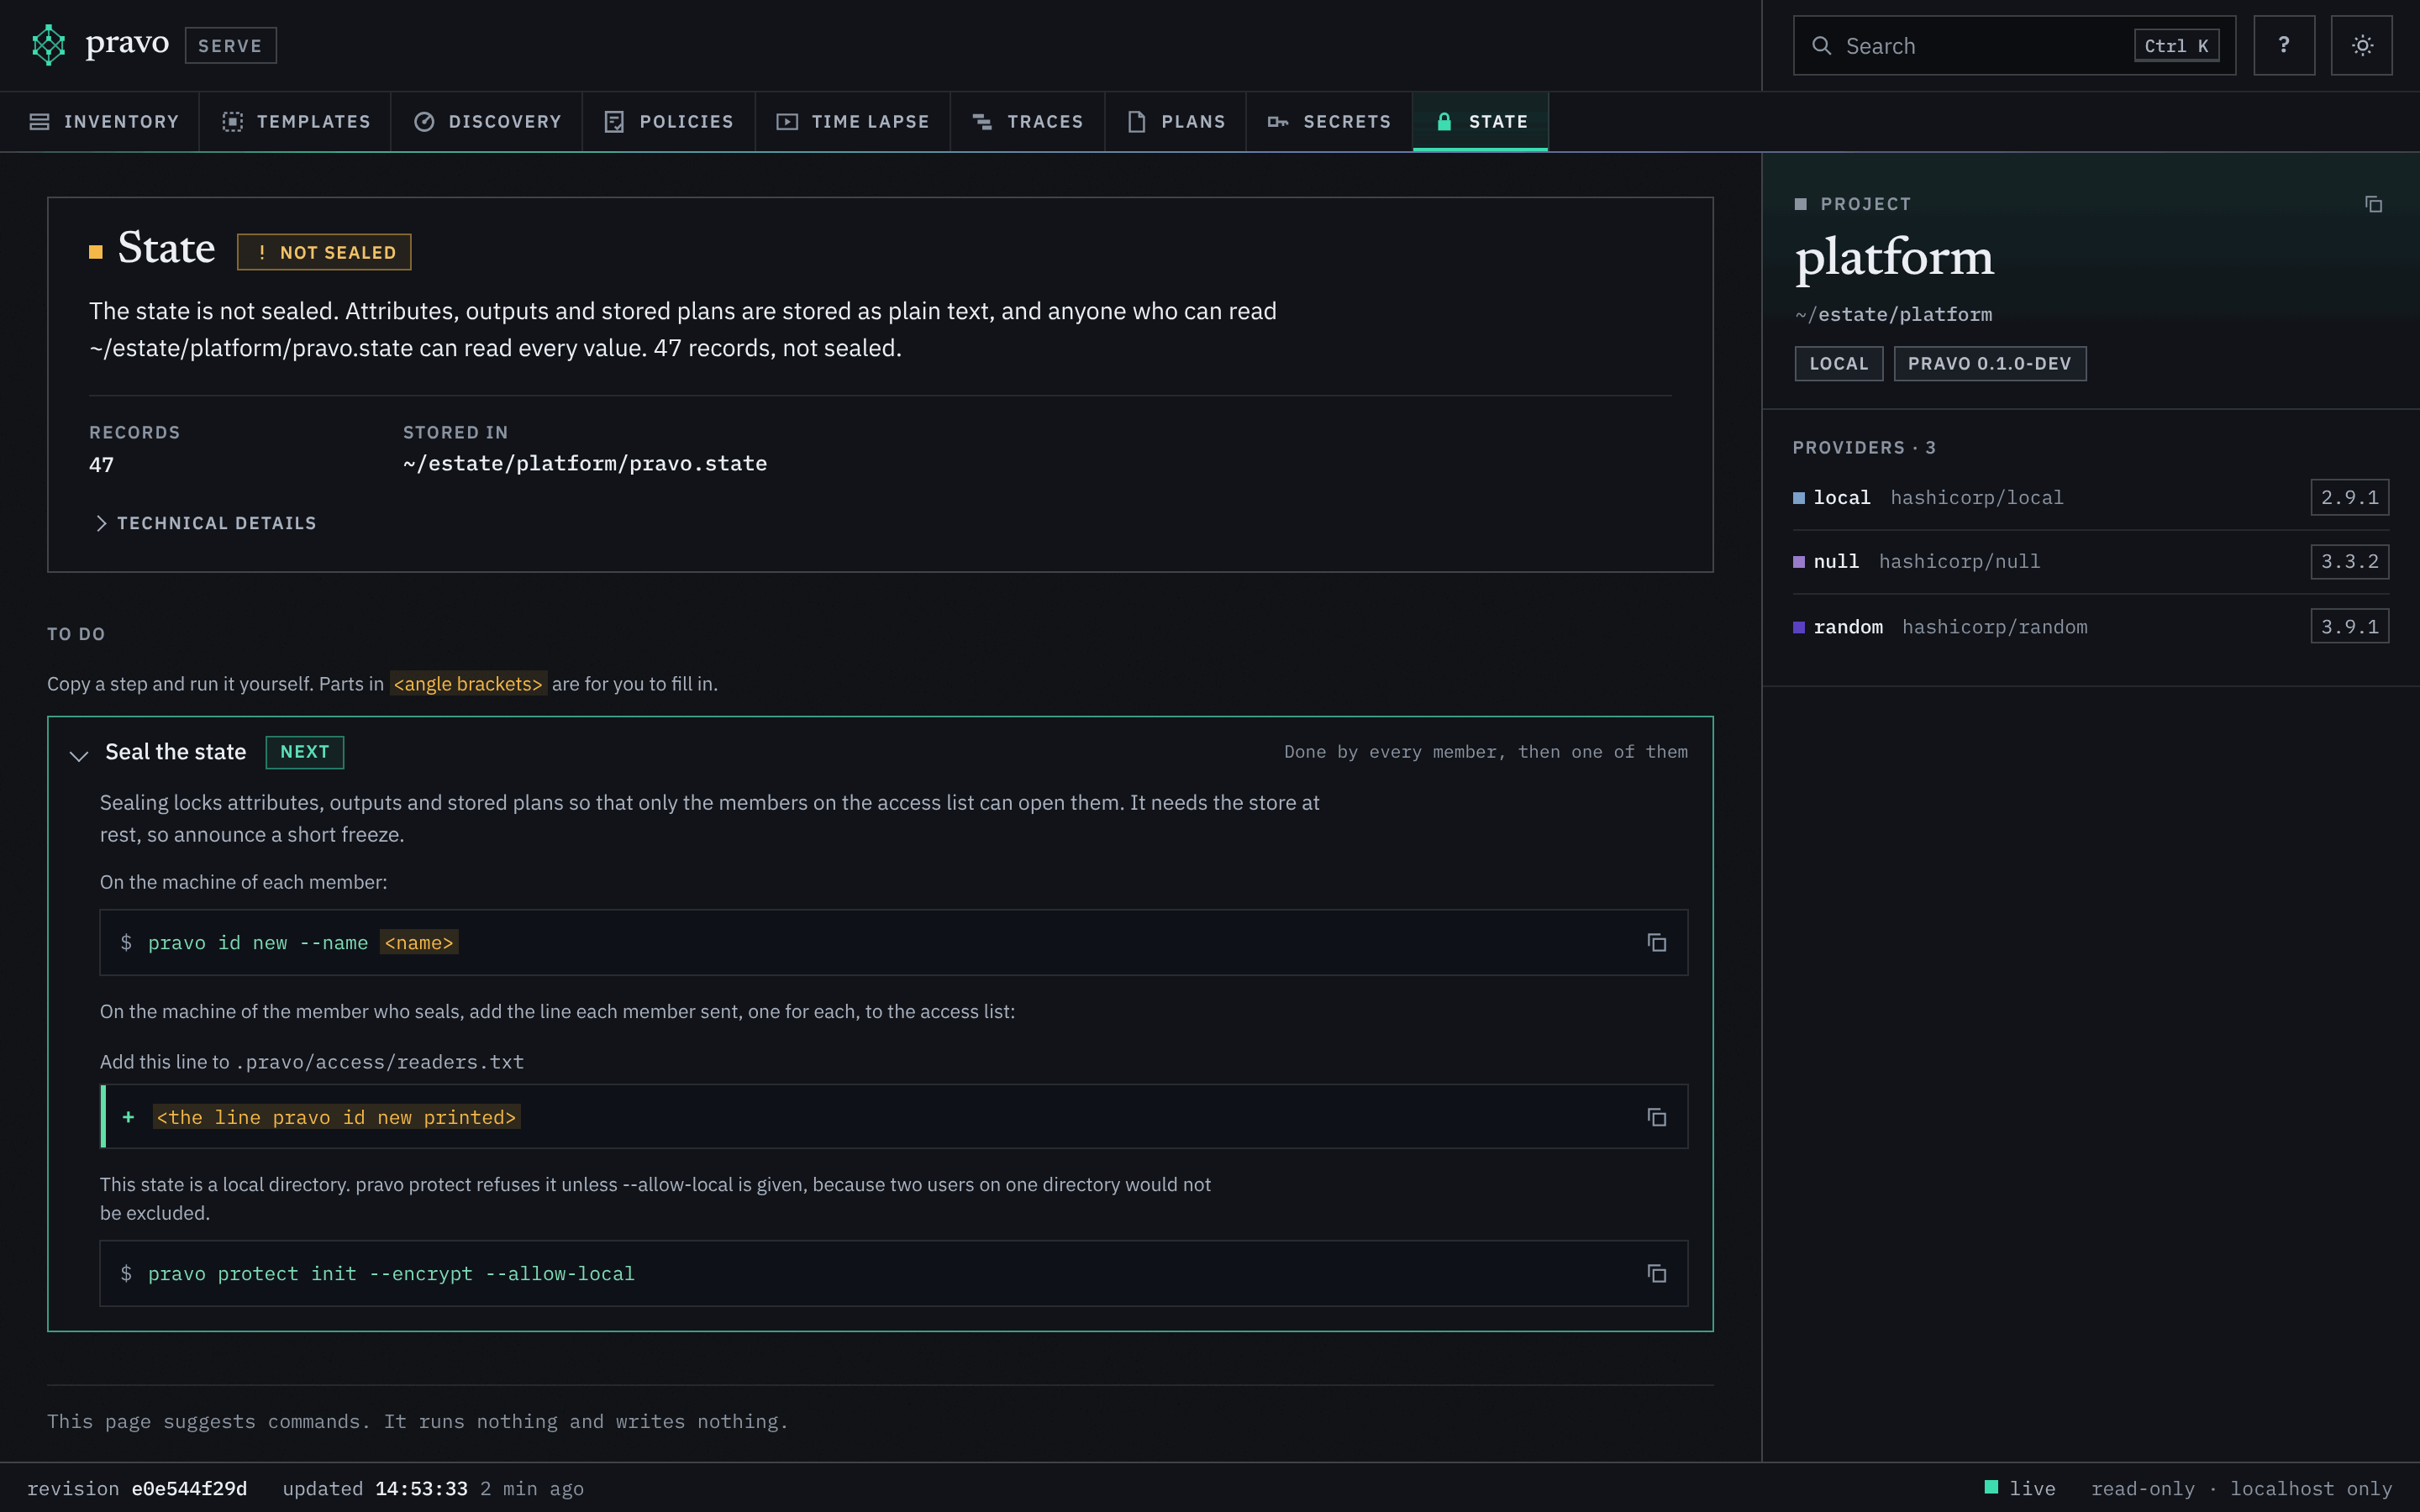 pravo SERVE
Search Ctrl K ?
INVENTORY TEMPLATES DISCOVERY POLICIES TIME LAPSE TRACES PLANS SECRETS STATE
State ! NOT SEALED
The state is not sealed. Attributes, outputs and stored plans are stored as plain text, and anyone who can read
~/estate/platform/pravo.state can read every value. 47 records, not sealed.
RECORDS
47
STORED IN
~/estate/platform/pravo.state
TECHNICAL DETAILS
TO DO
Copy a step and run it yourself. Parts in <angle brackets> are for you to fill in.
Seal the state NEXT Done by every member, then one of them
Sealing locks attributes, outputs and stored plans so that only the members on the access list can open them. It needs the store at
rest, so announce a short freeze.
On the machine of each member:
$ pravo id new --name <name>
On the machine of the member who seals, add the line each member sent, one for each, to the access list:
Add this line to .pravo/access/readers.txt
+ <the line pravo id new printed>
This state is a local directory. pravo protect refuses it unless --allow-local is given, because two users on one directory would not
be excluded.
$ pravo protect init --encrypt --allow-local
This page suggests commands. It runs nothing and writes nothing.
PROJECT
platform
~/estate/platform
LOCAL PRAVO 0.1.0-DEV
PROVIDERS · 3
local hashicorp/local 2.9.1
null hashicorp/null 3.3.2
random hashicorp/random 3.9.1
revision e0e544f29d updated 14:53:33 2 min ago
live read-only · localhost only